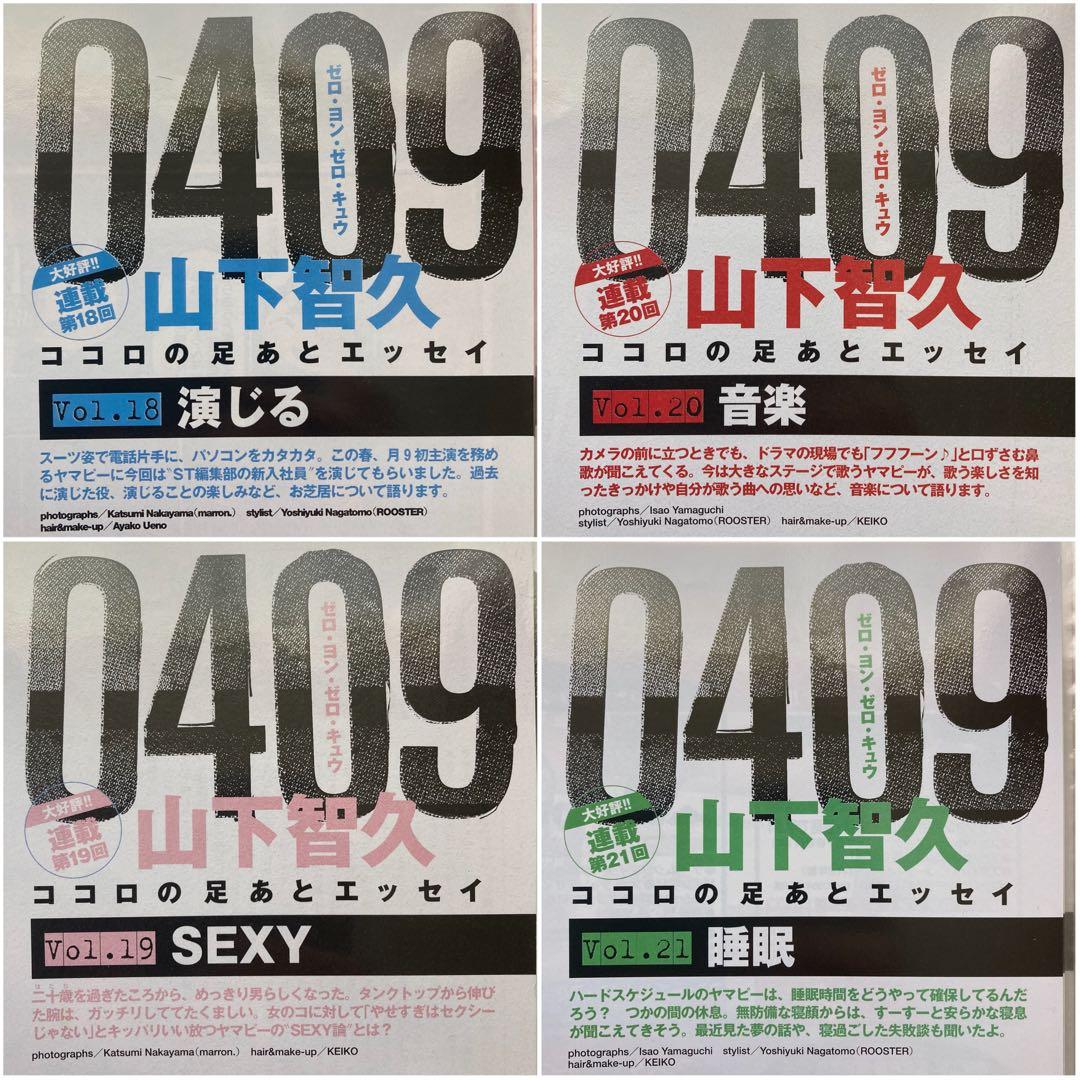 0409
ゼロ・ヨン・ゼロ・キュウ
大好評!!
連載
第18回
山下智久
ココロの足あとエッセイ
Vol.18 演じる
スーツ姿で電話片手に、パソコンをカタカタ。この春、月9初主演を務め
るヤマピーに今回は“ST編集部の新入社員”を演じてもらいました。過去
に演じた役、演じることの楽しみなど、お芝居について語ります。
photographs／Katsumi Nakayama(marron.) stylist／Yoshiyuki Nagatomo(ROOSTER)
hair&make-up／Ayako Ueno
0409
ゼロ・ヨン・ゼロ・キュウ
大好評!!
連載
第20回
山下智久
ココロの足あとエッセイ
Vol.20 音楽
カメラの前に立つときでも、ドラマの現場でも「フフフーン♪」と口ずさむ鼻
歌が聞こえてくる。今は大きなステージで歌うヤマピーが、歌う楽しさを知
ったきっかけや自分が歌う曲への思いなど、音楽について語ります。
photographs／Isao Yamaguchi
stylist／Yoshiyuki Nagatomo(ROOSTER) hair&make-up／KEIKO
0409
ゼロ・ヨン・ゼロ・キュウ
大好評!!
連載
第19回
山下智久
ココロの足あとエッセイ
Vol.19 SEXY
はたち
二十歳を過ぎたころから、めっきり男らしくなった。タンクトップから伸び
た腕は、ガッチリしててたくましい。女のコに対して「やせすぎはセクシー
じゃない」とキッパリいい放つヤマピーの“SEXY論”とは？
photographs／Katsumi Nakayama(marron.) hair&make-up／KEIKO
0409
ゼロ・ヨン・ゼロ・キュウ
大好評!!
連載
第21回
山下智久
ココロの足あとエッセイ
Vol.21 睡眠
ハードスケジュールのヤマピーは、睡眠時間をどうやって確保してるんだ
ろう？ つかの間の休息。無防備な寝顔からは、すーすーと安らかな寝息
が聞こえてきそう。最近見た夢の話や、寝過ごした失敗談も聞いたよ。
photographs／Isao Yamaguchi stylist／Yoshiyuki Nagatomo(ROOSTER)
hair&make-up／KEIKO